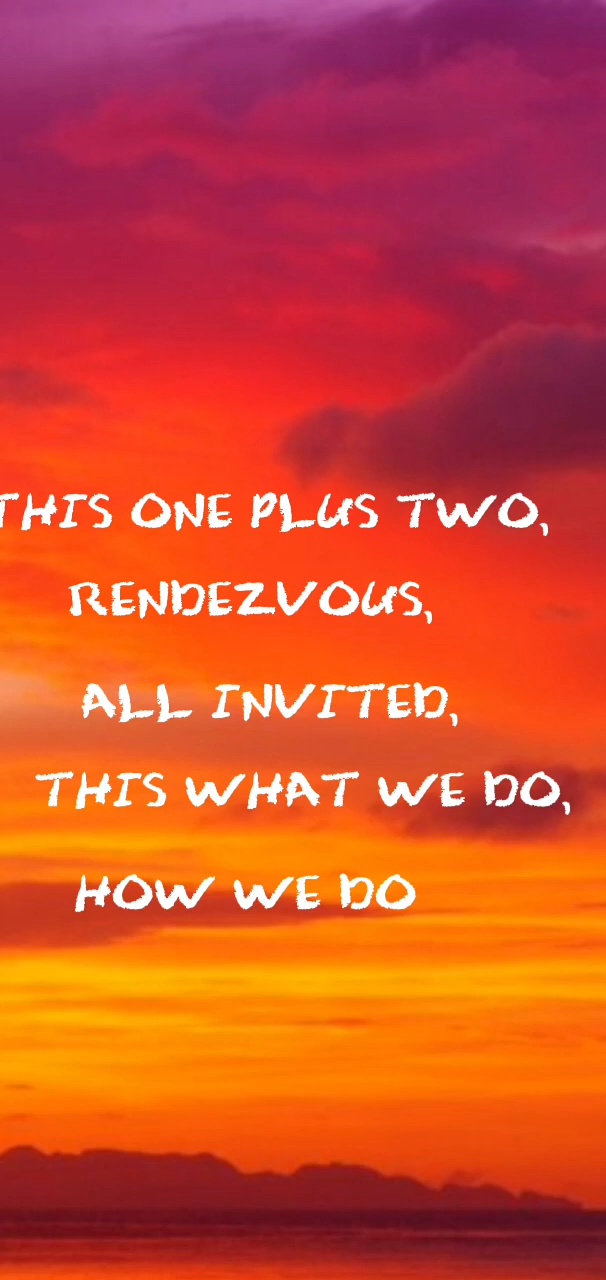 THIS ONE PLUS TWO,
RENDEZVOUS,
ALL INVITED,
THIS WHAT WE DO,
HOW WE DO